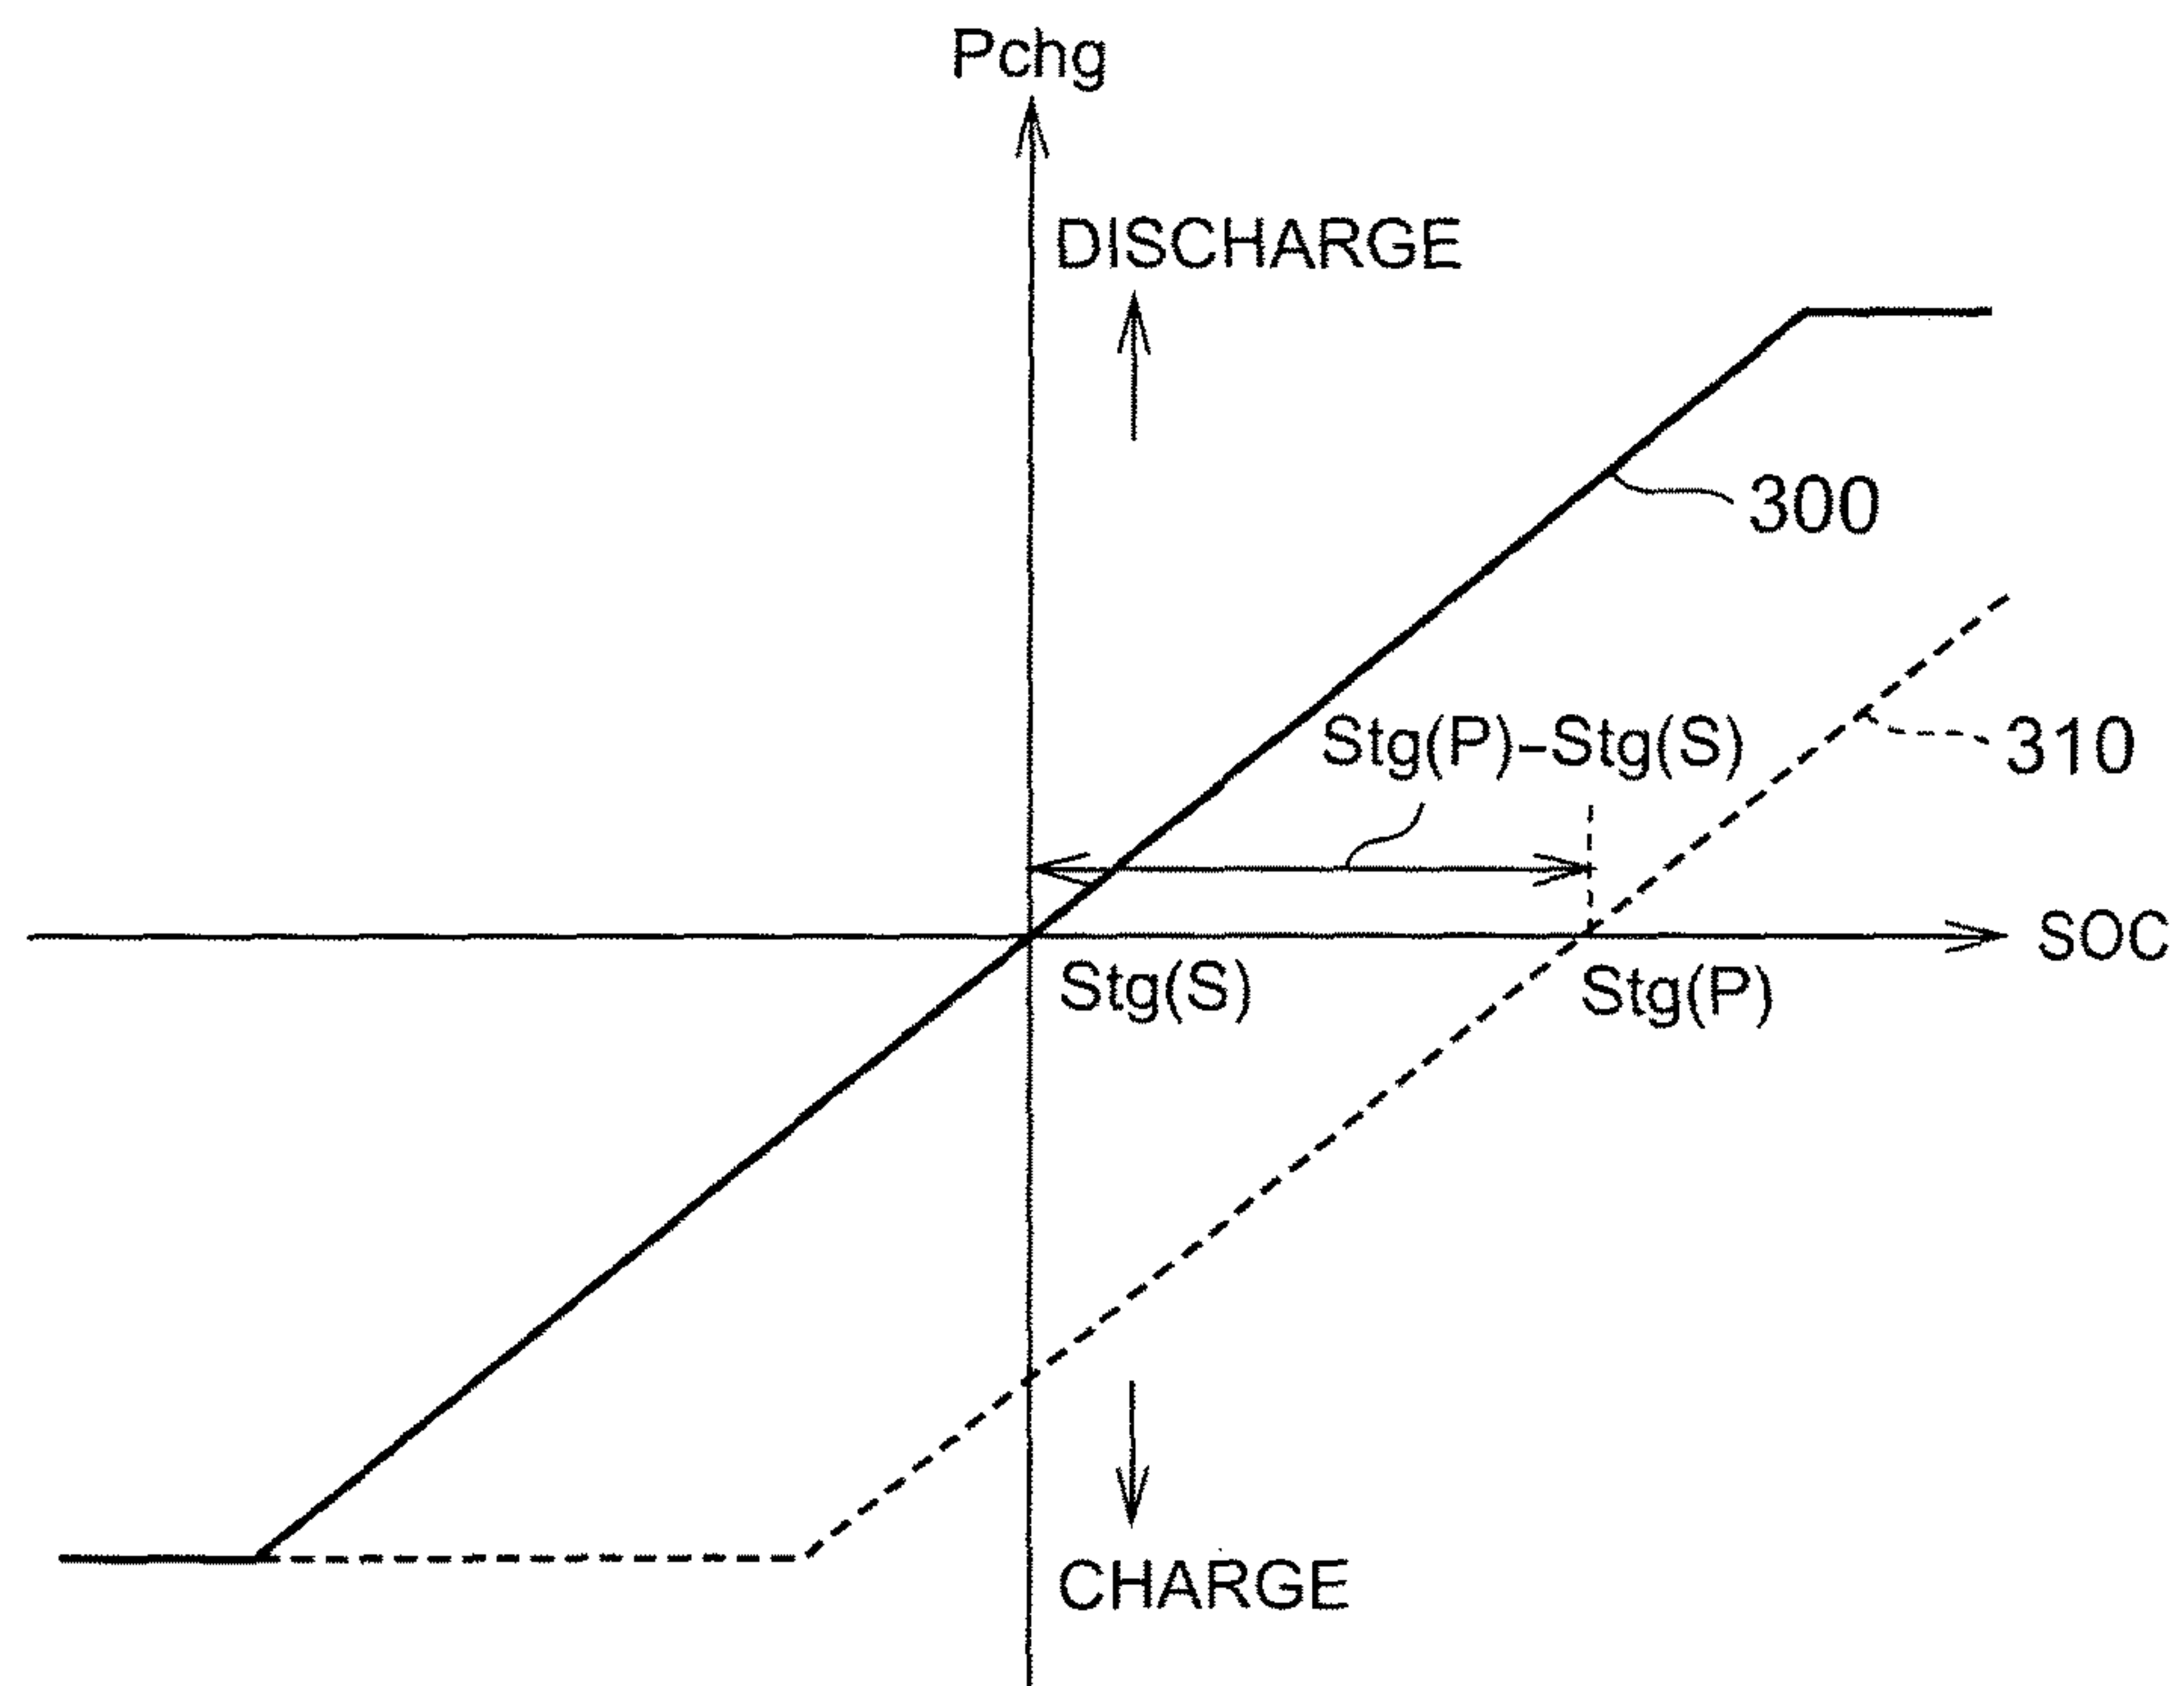 Pchg
DISCHARGE
300
Stg(P)-Stg(S)
310
SOC
Stg(S)
Stg(P)
CHARGE